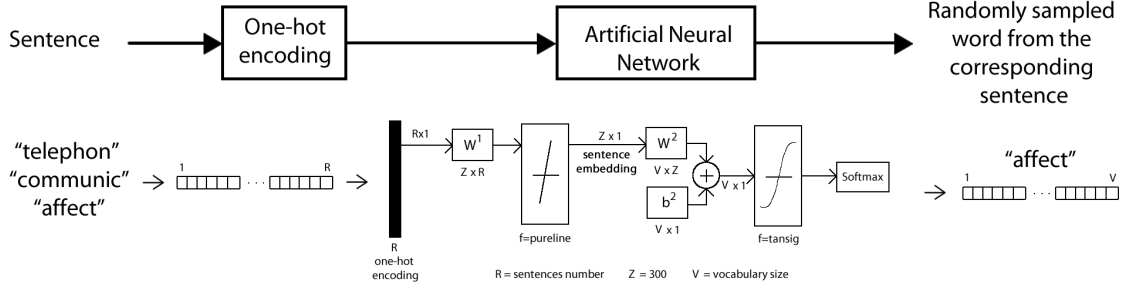 Sentence
One-hot
encoding
Artificial Neural
Network
Randomly sampled
word from the
corresponding
sentence
“telephon”
“communic”
“affect”
1
R
. . .
R
one-hot
encoding
Rx1
W1
Z x R
f=pureline
Z x 1
sentence
embedding
W2
V x Z
b2
V x 1
+
V x 1
f=tansig
Softmax
“affect”
1
V
. . .
R = sentences number Z = 300 V = vocabulary size